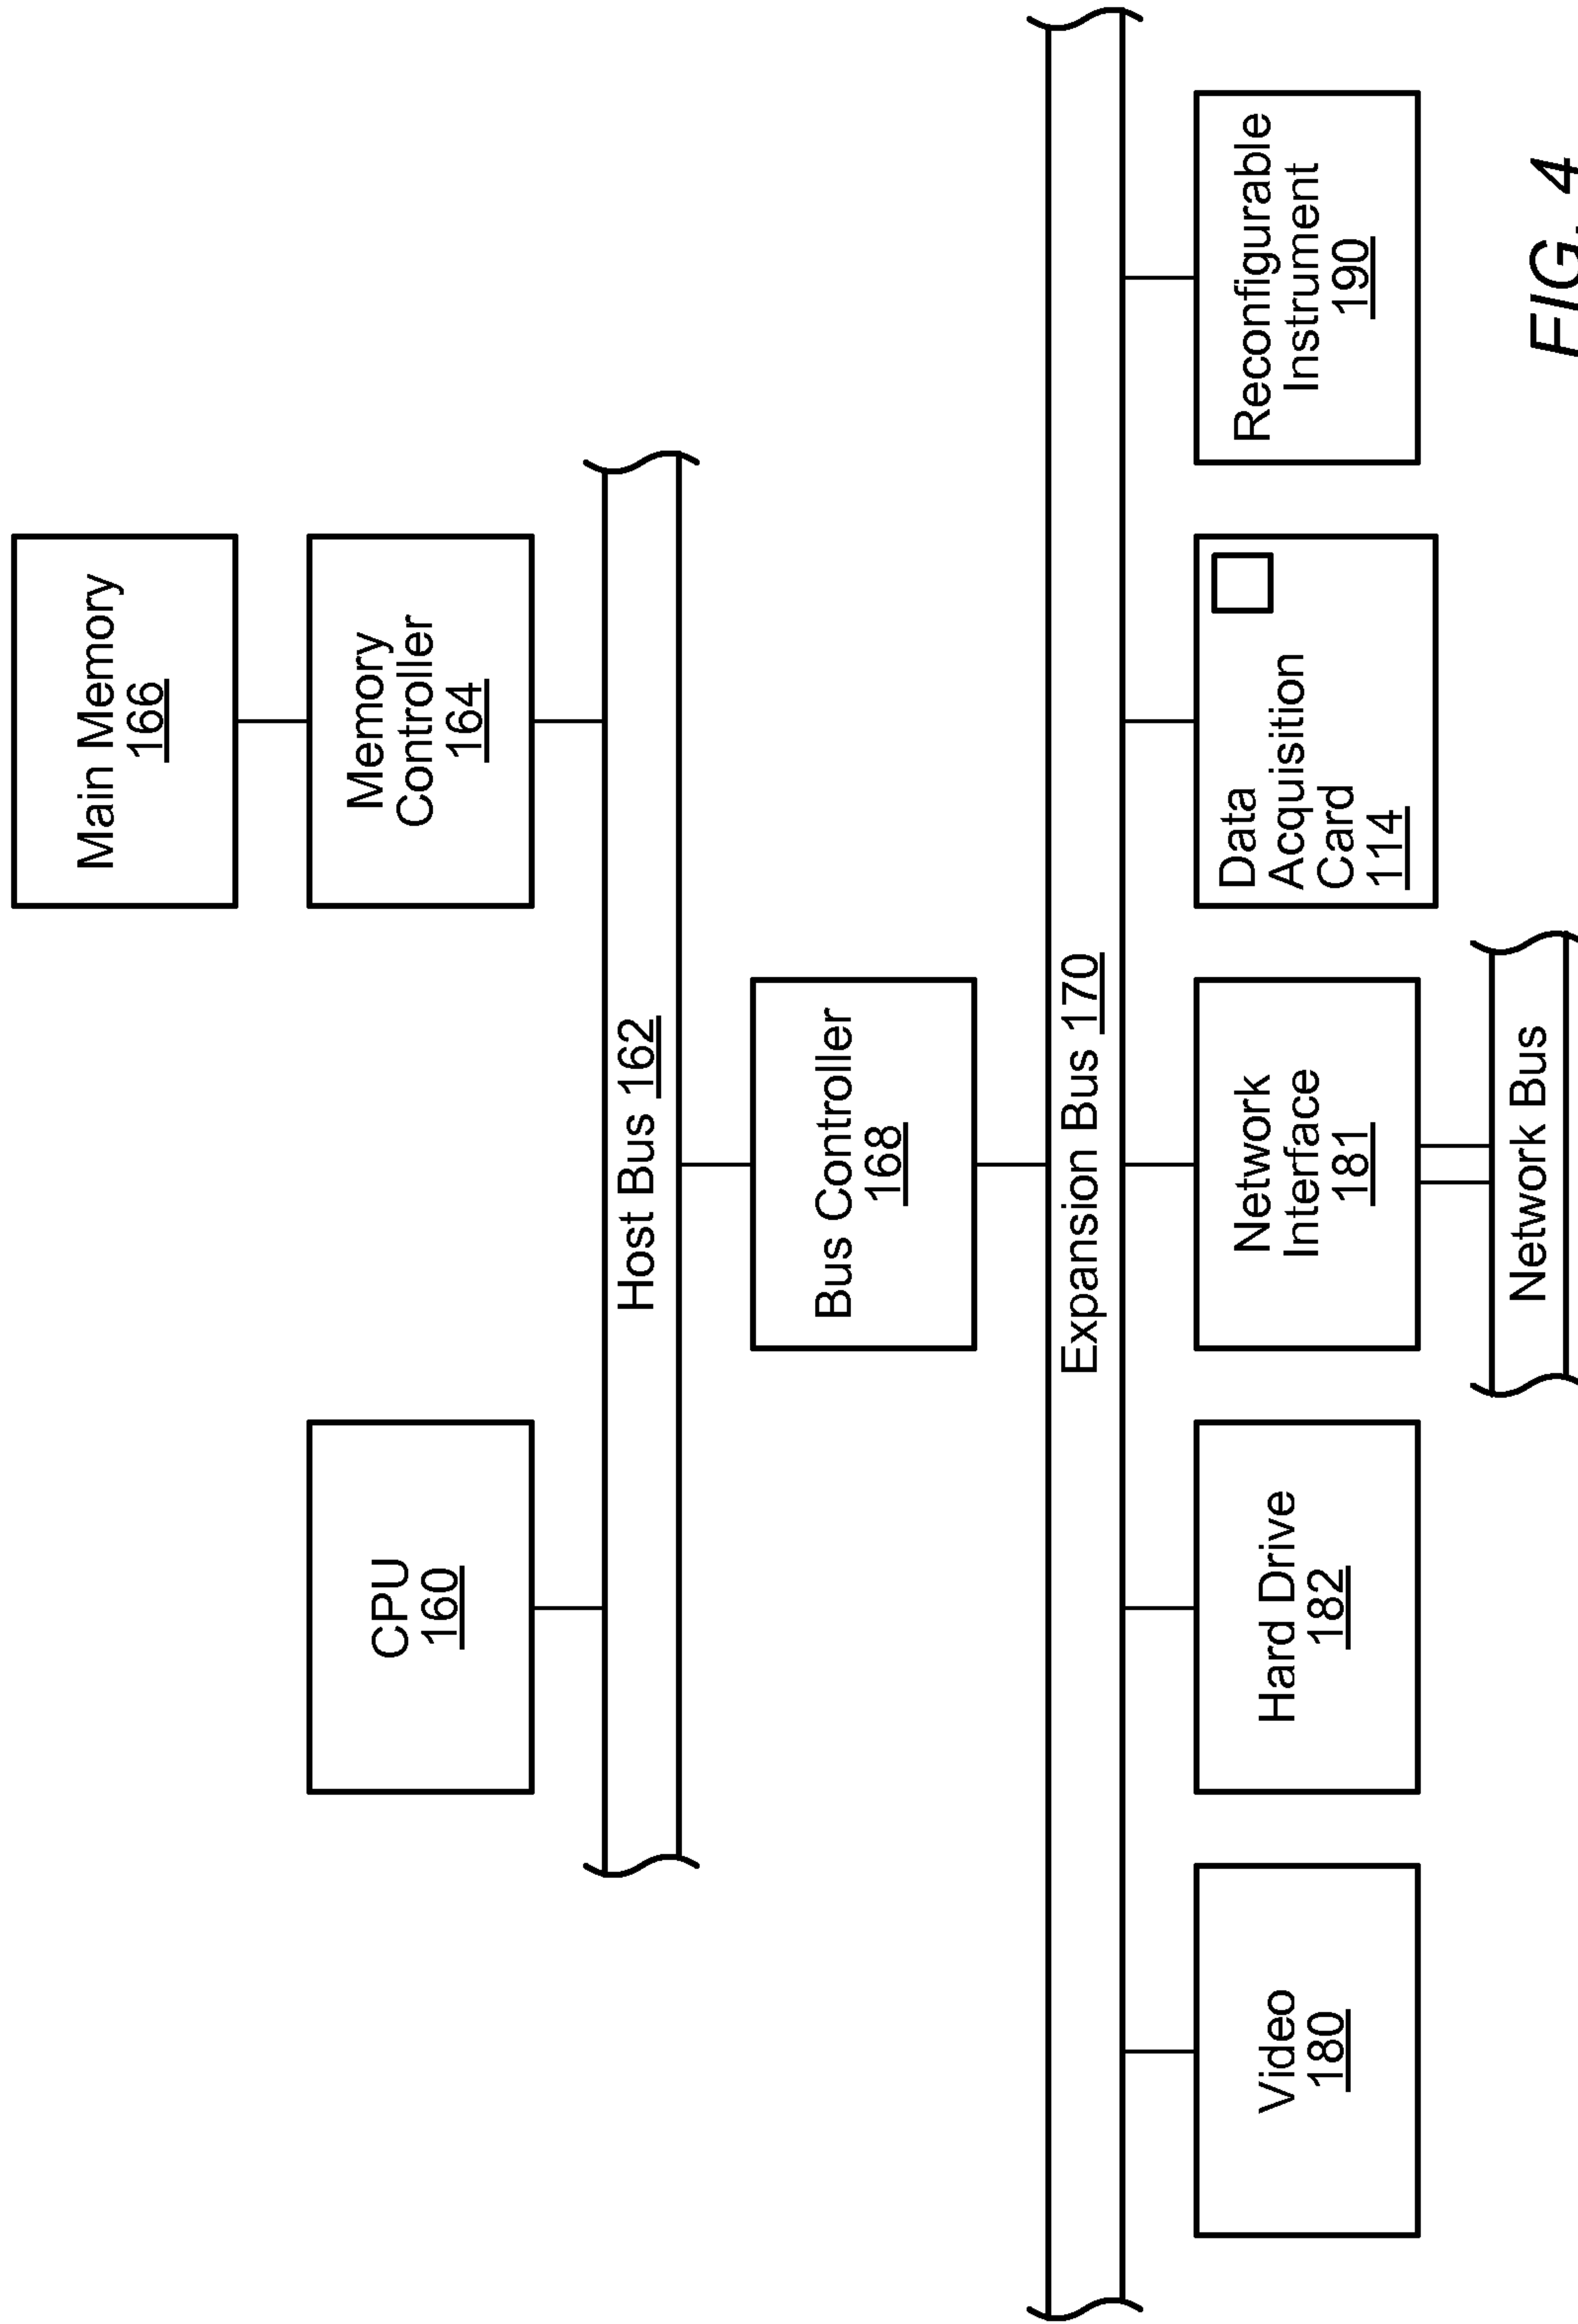 Main Memory
166
CPU
160
Memory
Controller
164
Host Bus 162
Bus Controller
168
Expansion Bus 170
Video
180
Hard Drive
182
Network
Interface
181
Data
Acquisition
Card
114
Reconfigurable
Instrument
190
Network Bus
FIG. 4